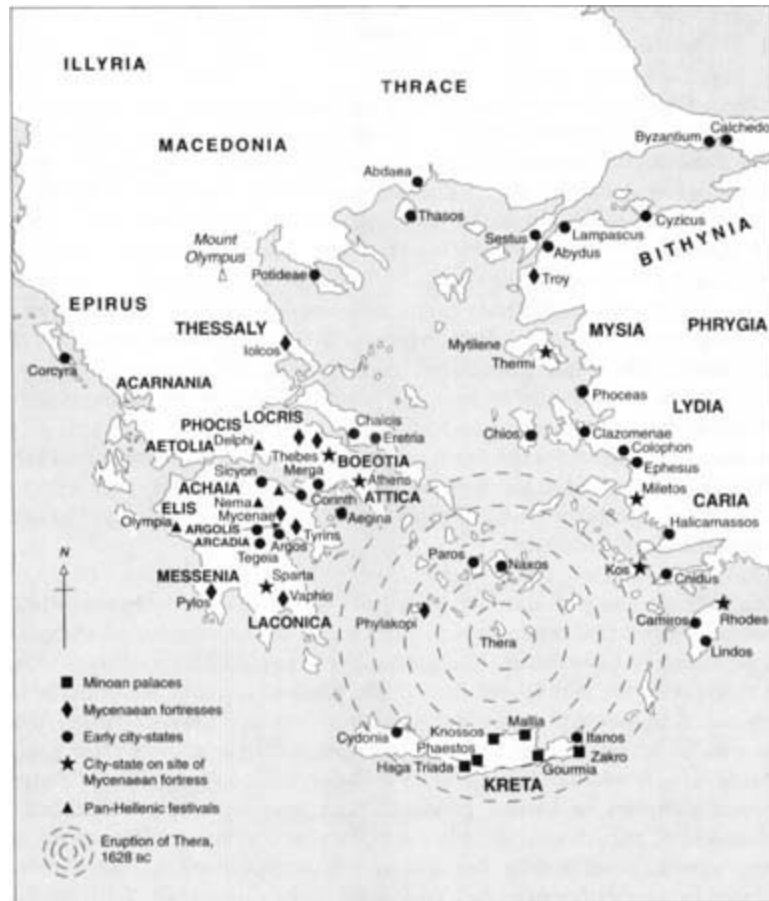 ILLYRIA
THRACE
MACEDONIA
Byzantium
Calchedo
Abdaea
Thasos
Cyzicus
Lampascus
Sestus
Abydus
BITHYNIA
Mount
Olympus
Potideae
Troy
EPIRUS
THESSALY
Iolcos
MYSIA
PHRYGIA
Mytilene
Thermi
Corcyra
ACARNANIA
Phoceas
LYDIA
PHOCIS
LOCRIS
Chalcis
Delphi
Eretria
Chios
Clazomenae
AETOLIA
Thebes
BOEOTIA
Colophon
Sicyon
Merga
Athens
Ephesus
ACHAIA
Corinth
ATTICA
Miletos
Nema
CARIA
ELIS
Mycenae
Aegina
Olympia
ARGOLIS
Tyrins
Halicarnassos
ARCADIA
Argos
Tegeia
Paros
Naxos
Kos
Cnidus
MESSENIA
Sparta
Pylos
Vaphio
Phylakopi
Camiros
Rhodes
LACONICA
Thera
Lindos
N
Minoan palaces
Mycenaean fortresses
Early city-states
City-state on site of
Mycenaean fortress
Pan-Hellenic festivals
Eruption of Thera,
1628 BC
Cydonia
Knossos
Mallia
Itanos
Phaestos
Zakro
Haga Triada
Gourmia
KRETA